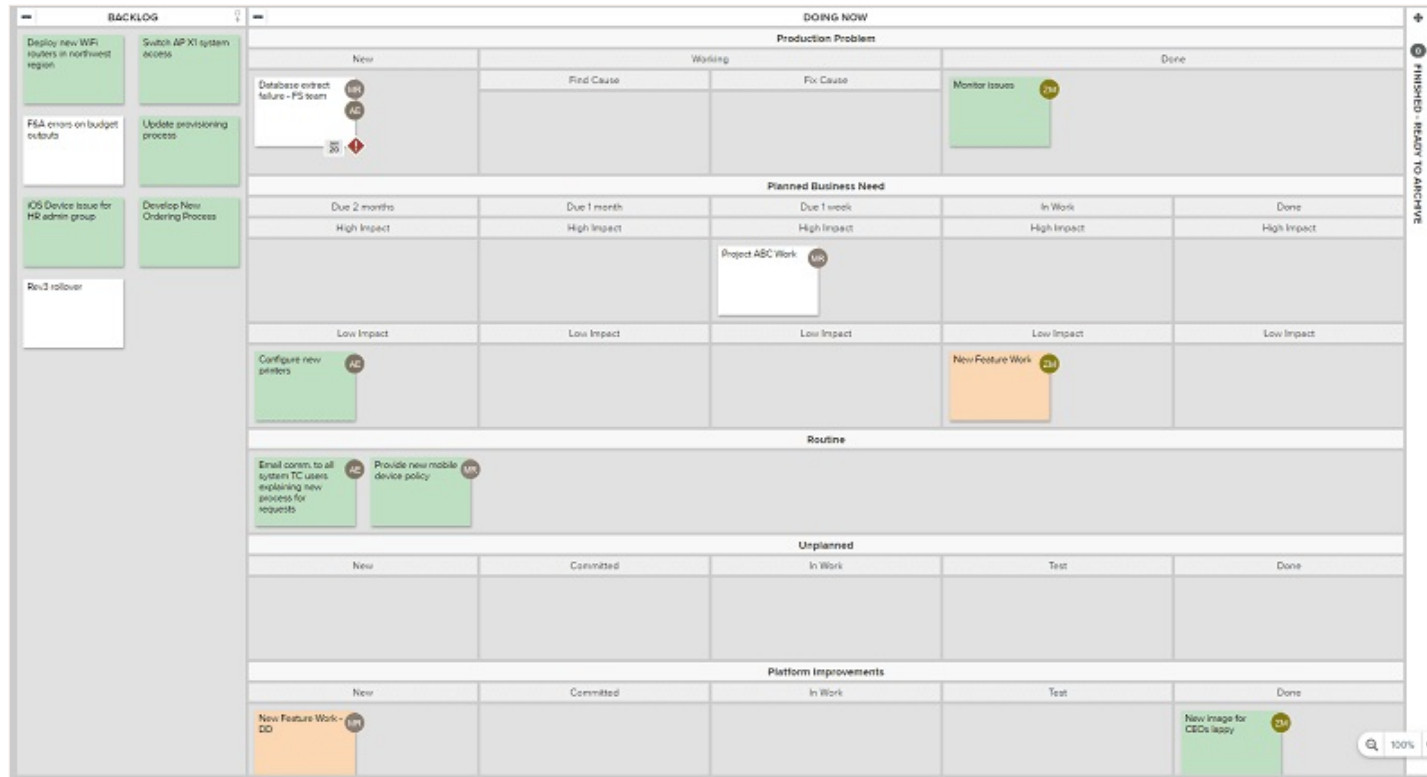 BACKLOG
Deploy new WiFi
routers in northwest
region
Switch AP X1 system
access
F&A errors on budget
outputs
Update provisioning
process
iOS Device Issue for
HR admin group
Develop New
Ordering Process
Rev3 rollover
DOING NOW
Production Problem
New
Working
Done
Find Cause
Fix Cause
Database extract
failure - PS team
MR
AE
20
Monitor issues
ZM
Planned Business Need
Due 2 months
Due 1 month
Due 1 week
In Work
Done
High Impact
High Impact
High Impact
High Impact
High Impact
Project ABC Work
MR
Low Impact
Low Impact
Low Impact
Low Impact
Low Impact
Configure new
printers
AE
New Feature Work
ZM
Routine
Email comm. to all
system TC users
explaining new
process for
requests
AE
Provide new mobile
device policy
MR
Unplanned
New
Committed
In Work
Test
Done
Platform Improvements
New
Committed
In Work
Test
Done
New Feature Work -
DD
MR
New image for
CEOs lappy
ZM
100%
FINISHED - READY TO ARCHIVE